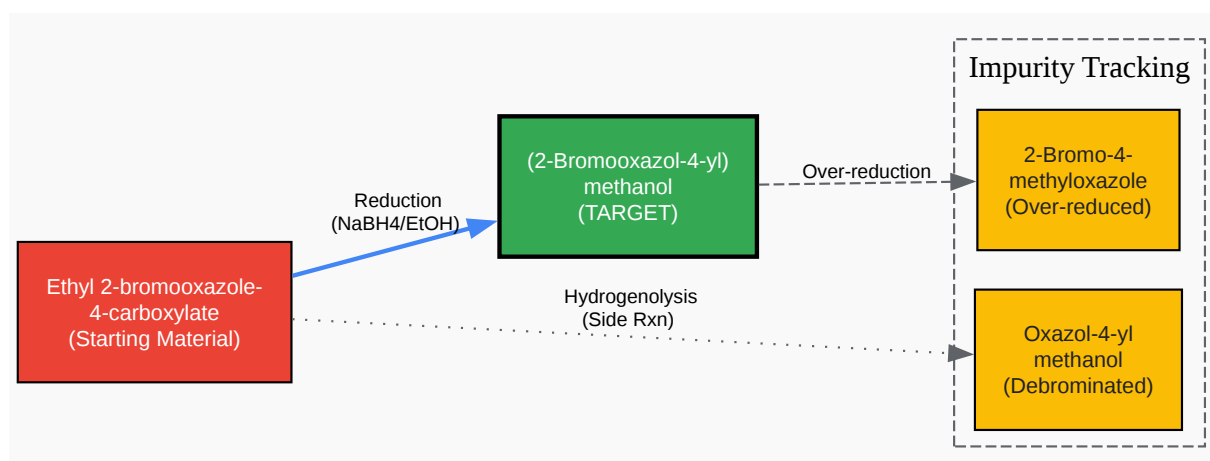 Impurity Tracking
(2-Bromooxazol-4-yl)
methanol
(TARGET)
Over-reduction
2-Bromo-4-
methyloxazole
(Over-reduced)
Reduction
(NaBH4/EtOH)
Ethyl 2-bromooxazole-
4-carboxylate
(Starting Material)
Hydrogenolysis
(Side Rxn)
Oxazol-4-yl
methanol
(Debrominated)